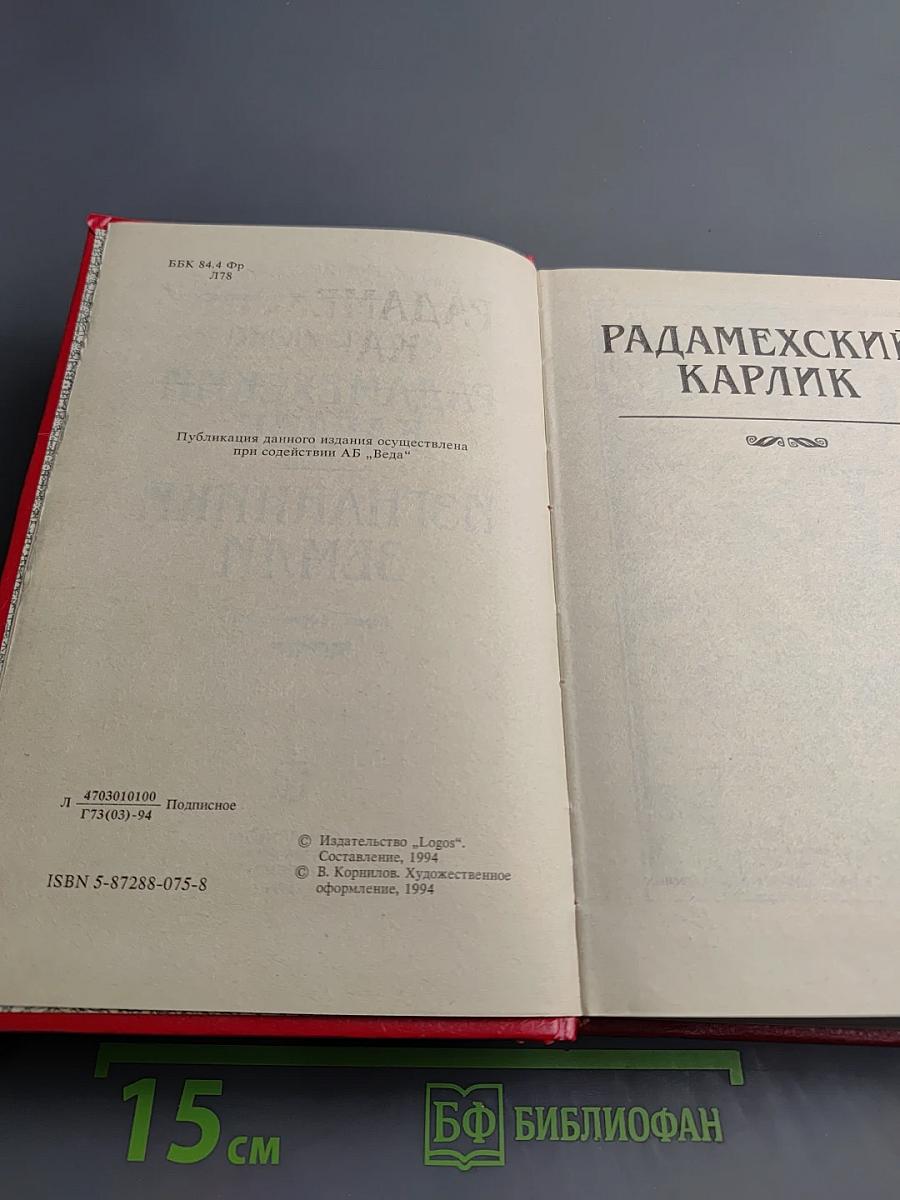 ББК 84.4 Фр
Л78
Публикация данного издания осуществлена
при содействии АБ „Веда“
Л 4703010100 Подписное
Г73(03)-94
© Издательство „Logos“.
Составление, 1994
© В. Корнилов. Художественное
оформление, 1994
ISBN 5-87288-075-8
РАДАМЕХСКИЙ
КАРЛИК
15 СМ
БФ БИБЛИОФАН